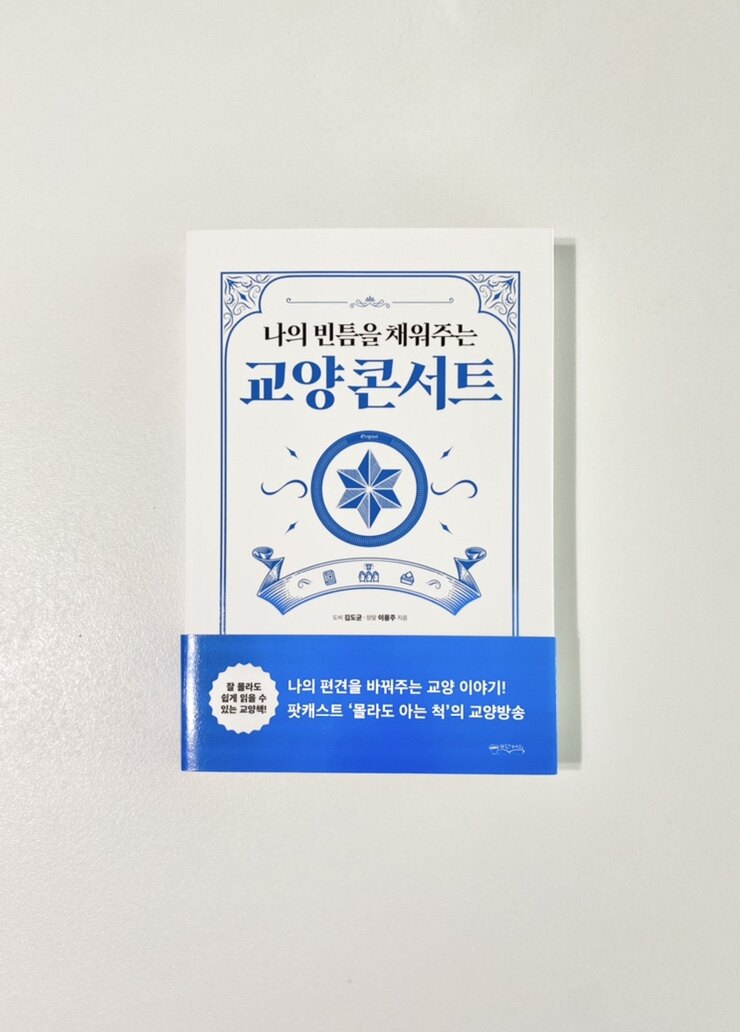 나의 빈틈을 채워주는
교양 콘서트
Original
도비 김도균 · 양말 이용주 지음
잘 몰라도
쉽게 읽을 수
있는 교양책!
나의 편견을 바꿔주는 교양 이야기!
팟캐스트 ‘몰라도 아는 척’의 교양방송